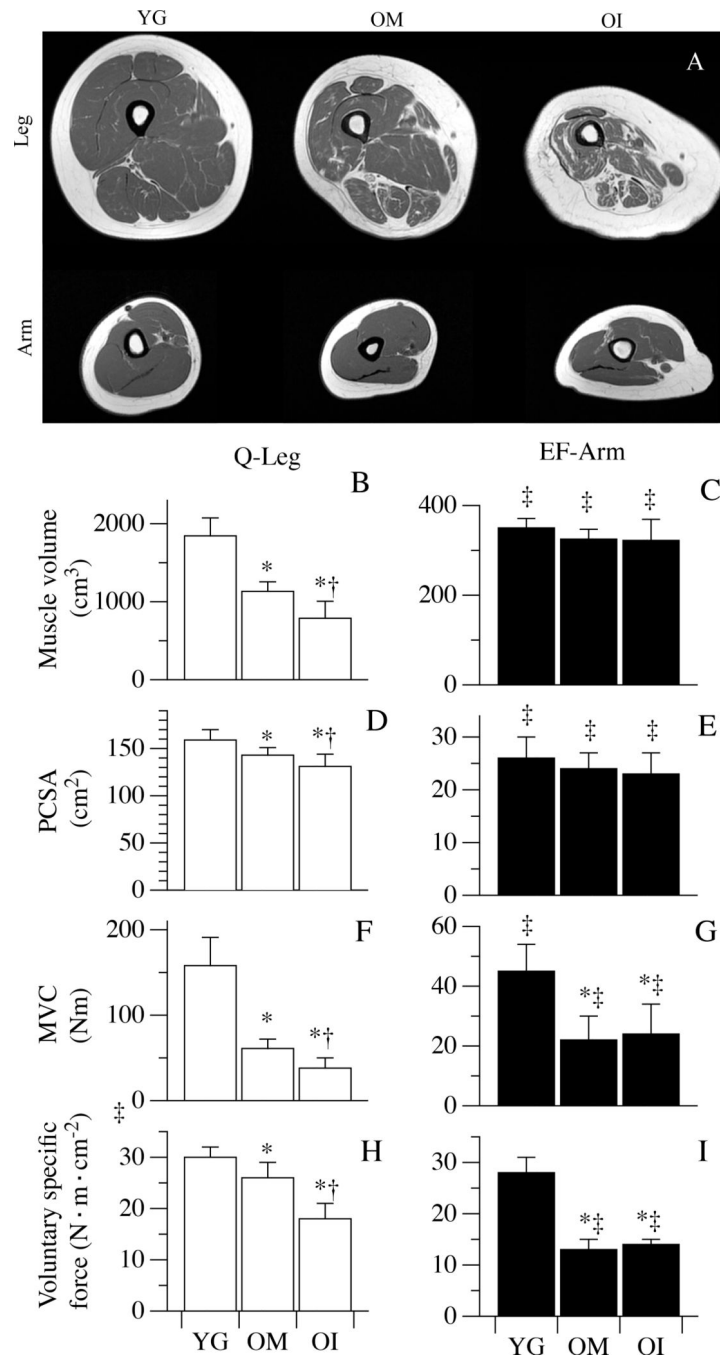 YG OM OI
A
Leg
Arm
Q-Leg EF-Arm
B
Muscle volume
(cm³)
2000
1000
0
*
*†
C
400
200
0
‡ ‡ ‡
D
PCSA
(cm²)
150
100
50
0
*
*†
E
30
20
10
0
‡ ‡ ‡
F
MVC
(Nm)
200
100
0
*
*†
G
60
40
20
0
‡
*‡
*‡
‡
H
Voluntary specific
force (N · m · cm⁻²)
30
20
10
0
*
*†
I
30
20
10
0
*‡
*‡
YG OM OI
YG OM OI